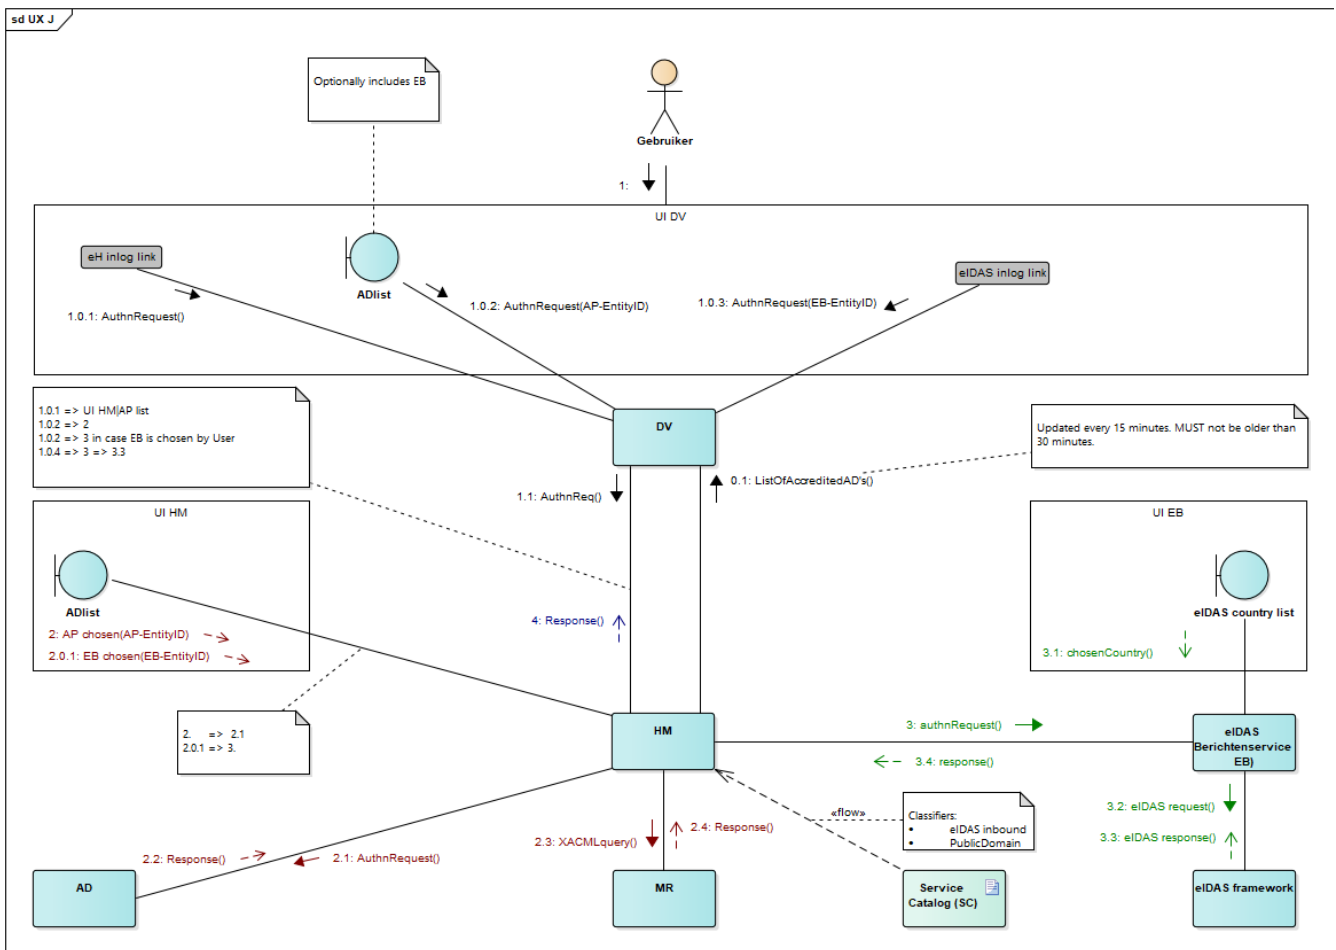 sd UX J
Optionally includes EB
Gebruiker
1:
UI DV
eH inlog link
ADlist
eIDAS inlog link
1.0.1: AuthnRequest()
1.0.2: AuthnRequest(AP-EntityID)
1.0.3: AuthnRequest(EB-EntityID)
1.0.1 => UI HM|AP list
1.0.2 => 2
1.0.2 => 3 in case EB is chosen by User
1.0.4 => 3 => 3.3
DV
Updated every 15 minutes. MUST not be older than
30 minutes.
1.1: AuthnReq()
0.1: ListOfAccreditedAD's()
UI HM
ADlist
2: AP chosen(AP-EntityID)
2.0.1: EB chosen(EB-EntityID)
4: Response()
UI EB
eIDAS country list
3.1: chosenCountry()
2. => 2.1
2.0.1 => 3.
HM
3: authnRequest()
3.4: response()
eIDAS
Berichtenservice
EB)
«flow»
Classifiers:
• eIDAS inbound
• PublicDomain
3.2: eIDAS request()
3.3: eIDAS response()
2.3: XACMLquery()
2.4: Response()
2.2: Response()
2.1: AuthnRequest()
AD
MR
Service
Catalog (SC)
eIDAS framework